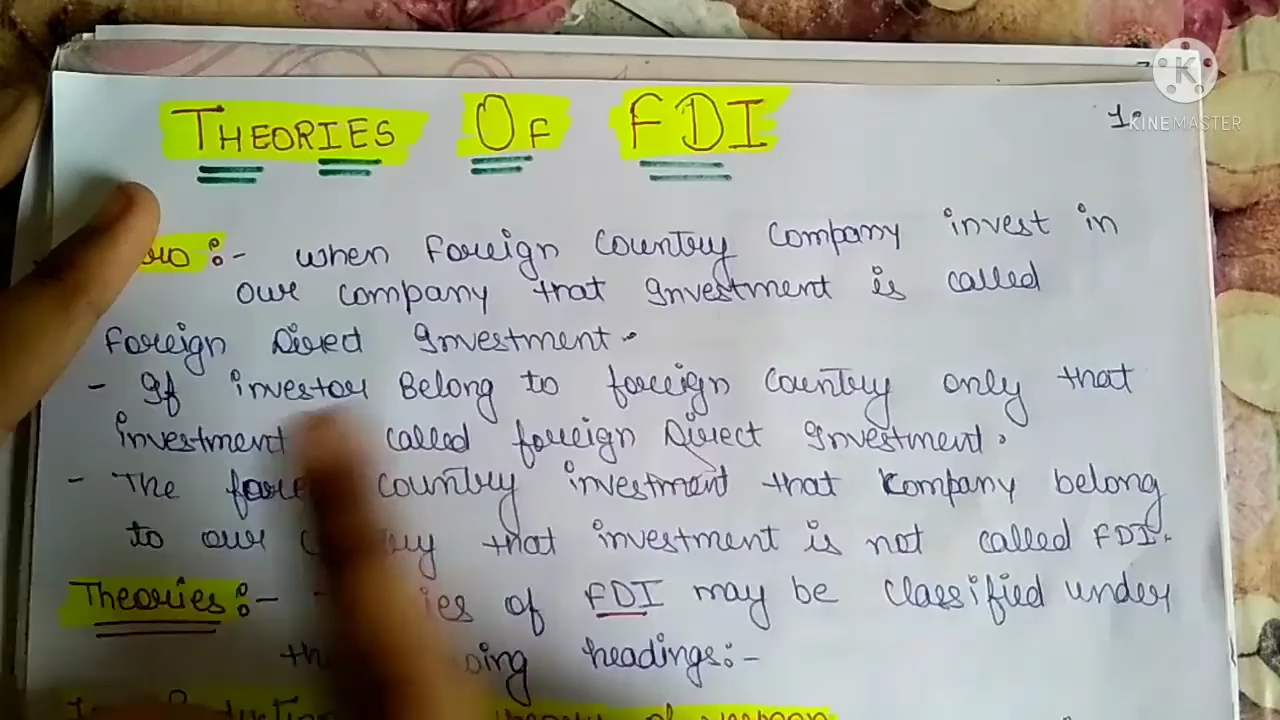 THEORIES OF FDI
1.
KINEMASTER
:- when foreign country company invest in
our company that Investment is called
foreign Direct Investment.
- If investor Belong to foreign country only that
investment called foreign Direct Investment.
- The country investment that company belong
to our that investment is not called FDI.
Theories:- of FDI may be classified under
headings:-
of